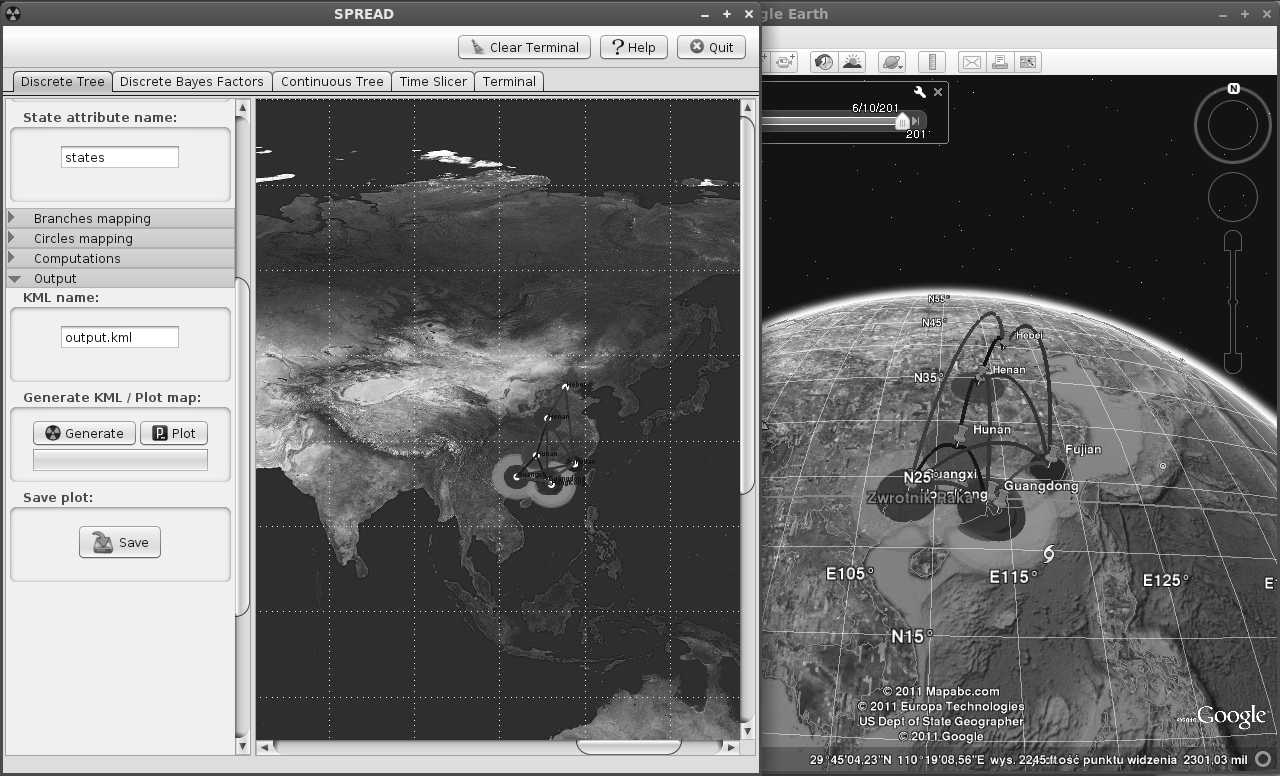 SPREAD
Clear Terminal
Help
Quit
Discrete Tree
Discrete Bayes Factors
Continuous Tree
Time Slicer
Terminal
State attribute name:
states
Branches mapping
Circles mapping
Computations
Output
KML name:
output.kml
Generate KML / Plot map:
Generate
Plot
Save plot:
Save
Henan
Hunan
gle Earth
6/10/201
201
N
N55°
N45°
Hebei
N35°
Henan
Hunan
Fujian
N25
Guangxi
Guangdong
Zwrotnik Raka
E105°
E115°
E125°
E
N15°
© 2011 Mapabc.com
© 2011 Europa Technologies
US Dept of State Geographer
© 2011 Google
Google
29°45'04,23"N 110°19'08,56"E wys. punktu widzenia 2301.03 mil